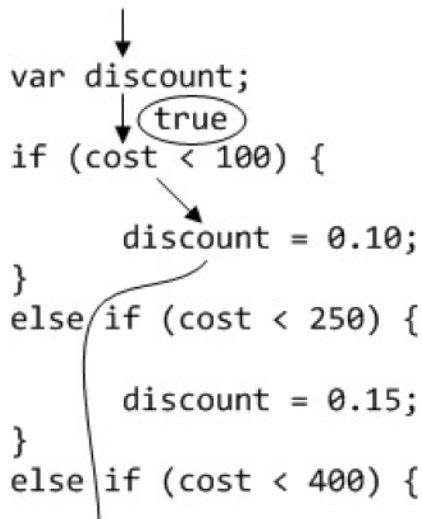 var discount;
true
if (cost < 100) {
discount = 0.10;
}
else if (cost < 250) {
discount = 0.15;
}
else if (cost < 400) {